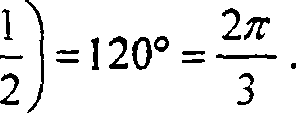 1/2) = 120° = 2π/3 .